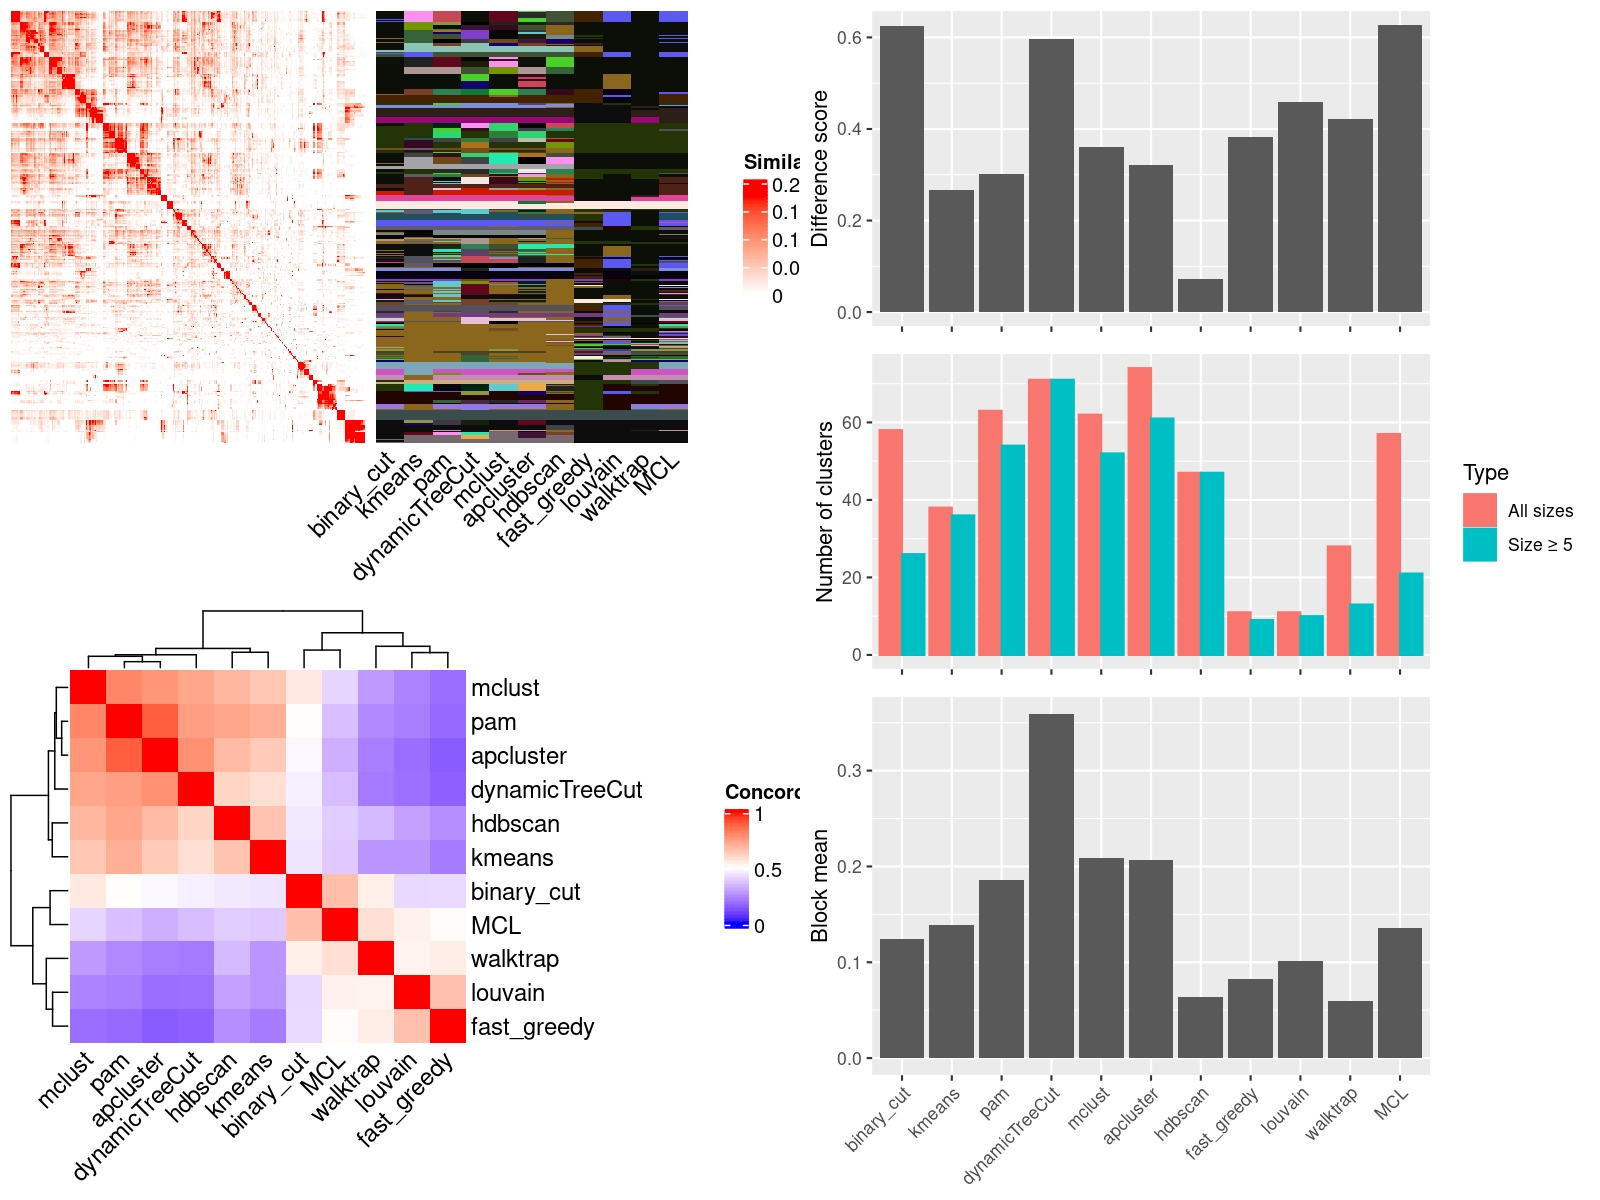 Simila
0.2
0.1
0.1
0.0
0
binary_cut
kmeans
pam
dynamicTreeCut
mclust
apcluster
hdbscan
fast_greedy
louvain
walktrap
MCL
mclust
pam
apcluster
dynamicTreeCut
hdbscan
kmeans
binary_cut
MCL
walktrap
louvain
fast_greedy
mclust
pam
apcluster
dynamicTreeCut
hdbscan
kmeans
binary_cut
MCL
walktrap
louvain
fast_greedy
Concord
1
0.5
0
Difference score
0.6
0.4
0.2
0.0
Number of clusters
60
40
20
0
Type
All sizes
Size ≥ 5
Block mean
0.3
0.2
0.1
0.0
binary_cut
kmeans
pam
dynamicTreeCut
mclust
apcluster
hdbscan
fast_greedy
louvain
walktrap
MCL